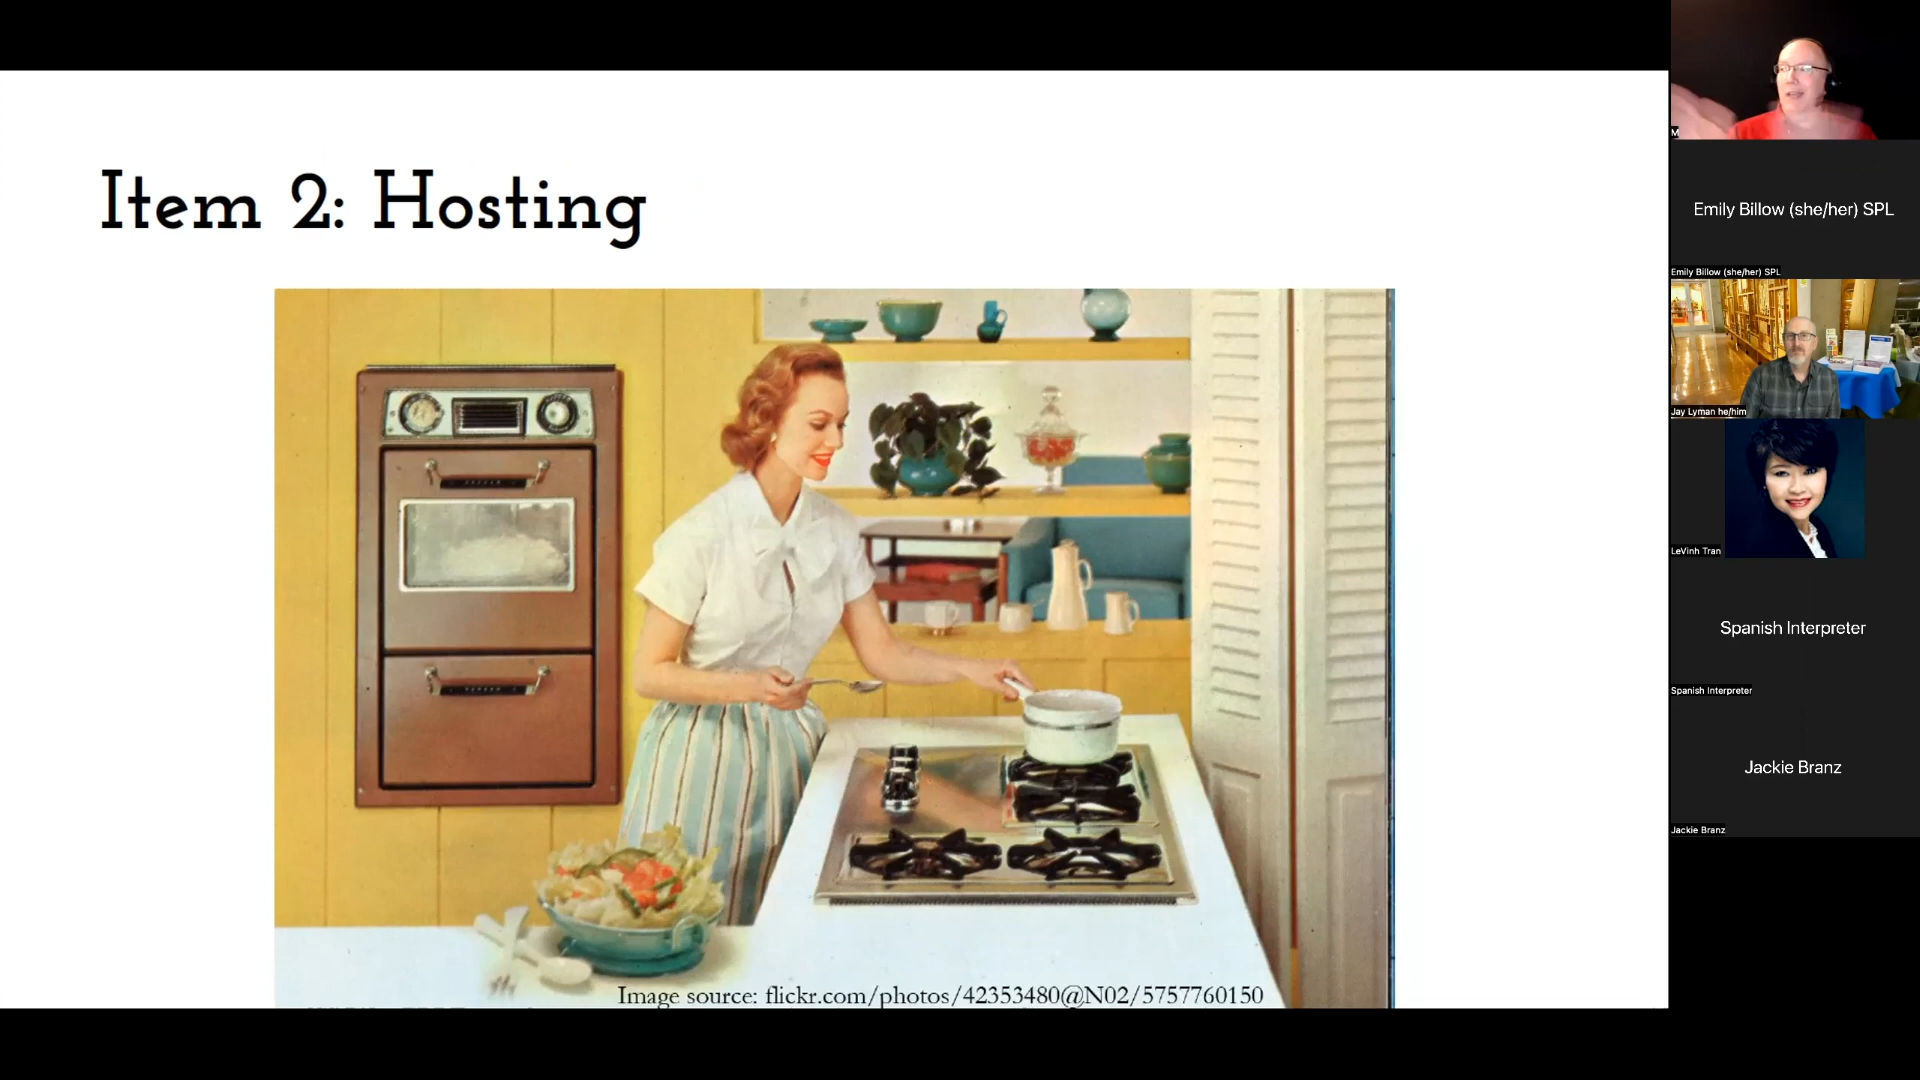 Item 2: Hosting
Image source: flickr.com/photos/42353480@N02/5757760150
M
Emily Billow (she/her) SPL
Emily Billow (she/her) SPL
Jay Lyman he/him
LeVinh Tran
Spanish Interpreter
Spanish Interpreter
Jackie Branz
Jackie Branz